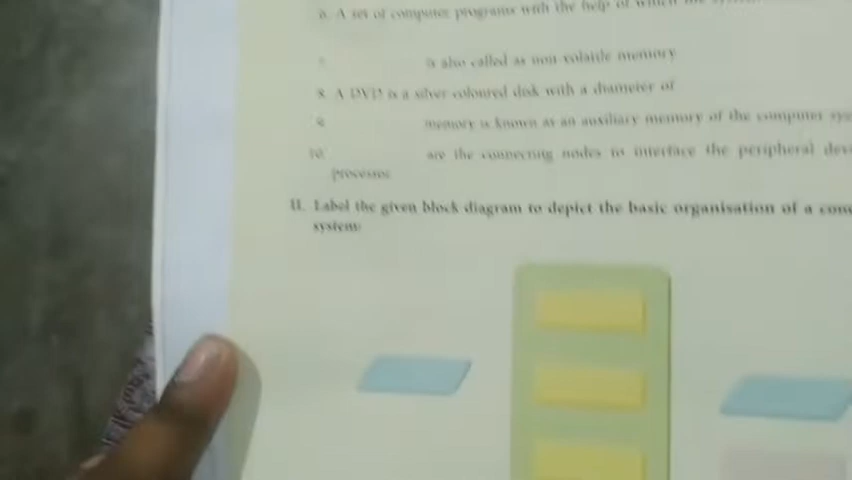 6. A set of computer programs with the help of which the
is also called as non volatile memory
8. A DVD is a silver coloured disk with a diameter of
9. memory is known as an auxiliary memory of the computer
10. are the connecting nodes to interface the peripheral
processor
II. Label the given block diagram to depict the basic organisation of a
system: